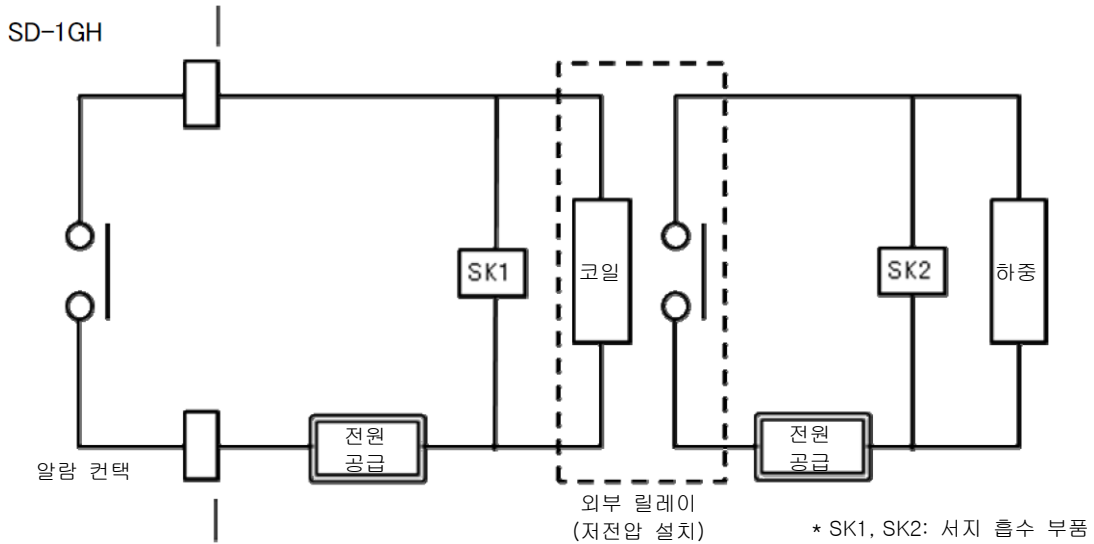 SD-1GH
SK1
코일
SK2
하중
전원
공급
전원
공급
알람 컨택
외부 릴레이
(저전압 설치)
* SK1, SK2: 서지 흡수 부품